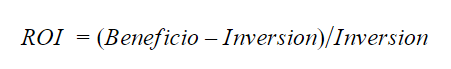 ROI = (Beneficio – Inversion)/Inversion